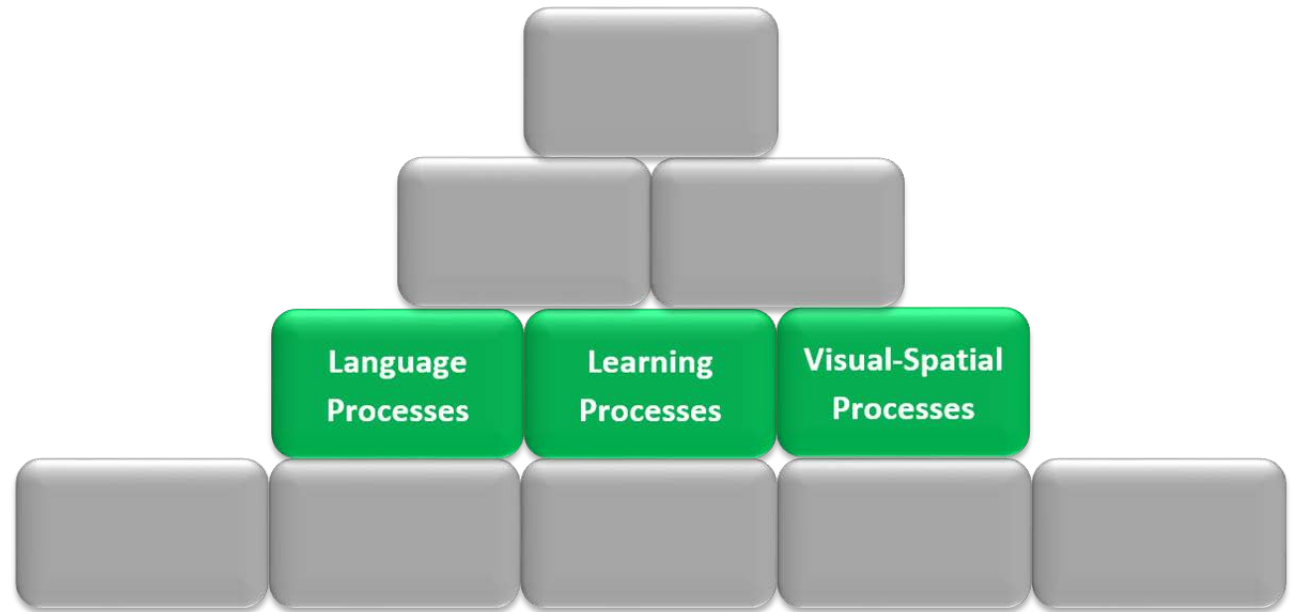 Language
Processes
Learning
Processes
Visual-Spatial
Processes